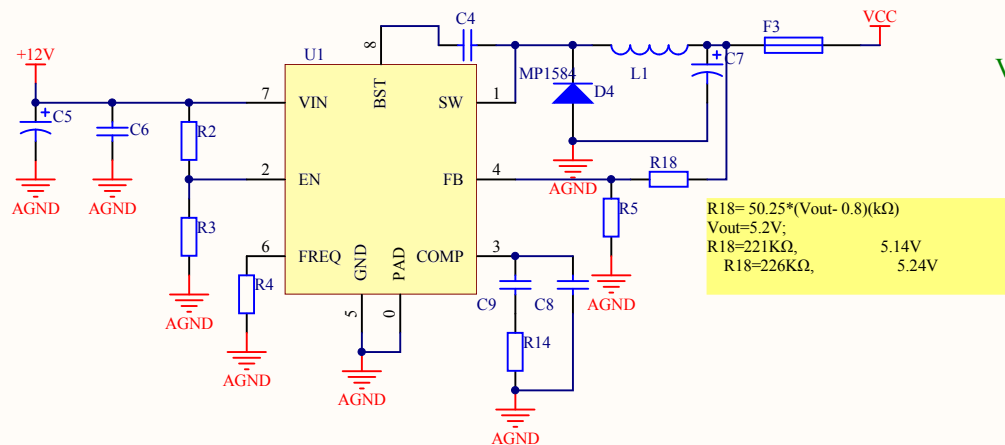 C4
F3
VCC
+12V
U1
8
BST
MP1584
L1
C7
V
7
VIN
SW
1
D4
C5
C6
R2
AGND
AGND
2
EN
FB
4
AGND
R18
R3
R5
R18= 50.25*(Vout- 0.8)(kΩ)
Vout=5.2V;
R18=221KΩ, 5.14V
R18=226KΩ, 5.24V
6
FREQ
GND
PAD
COMP
3
AGND
R4
AGND
C9
C8
5
0
R14
AGND
AGND
AGND